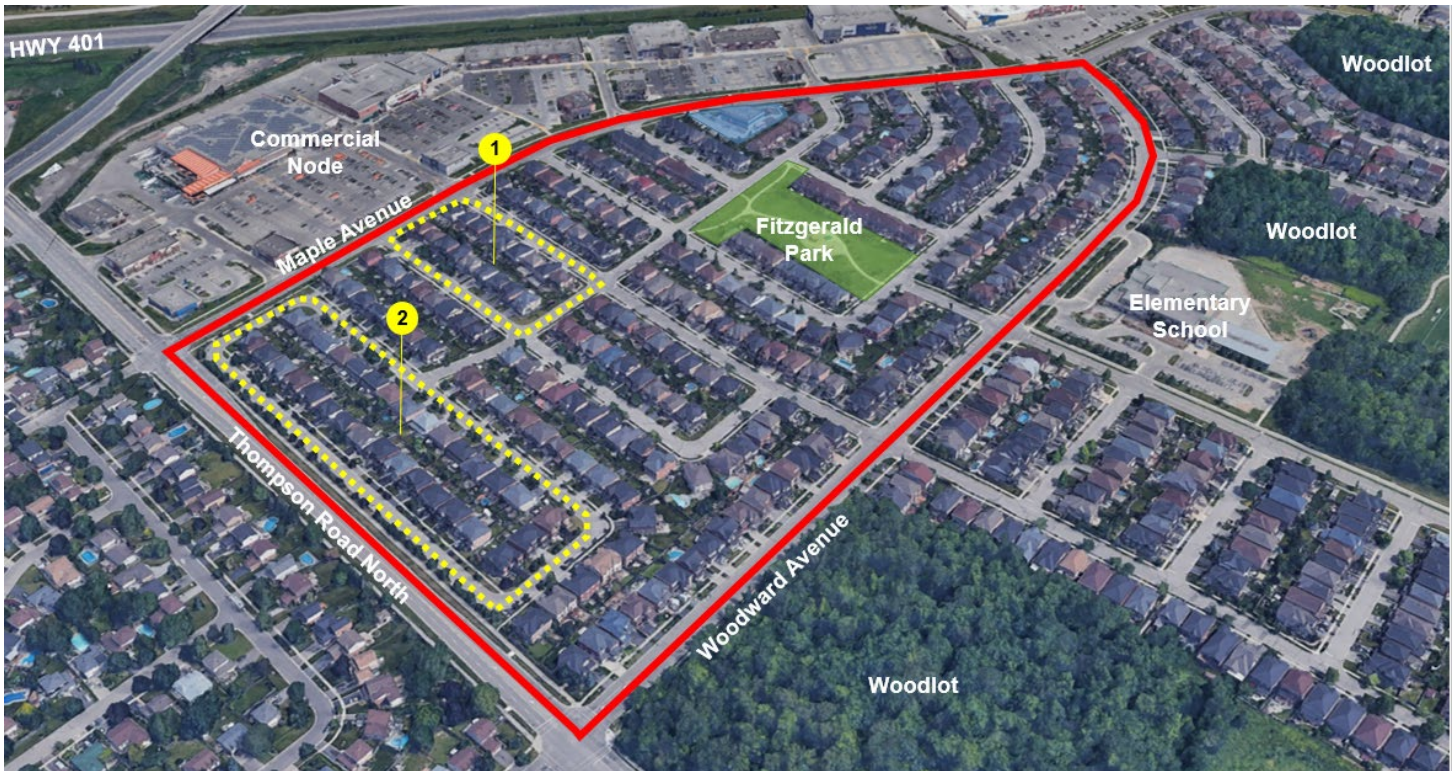 HWY 401
Woodlot
Commercial
Node
1
Maple Avenue
Fitzgerald
Park
Woodlot
Elementary
School
2
Thompson Road North
Woodward Avenue
Woodlot